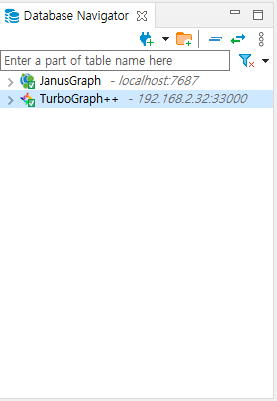 Database Navigator
Enter a part of table name here
JanusGraph - localhost:7687
TurboGraph++ - 192.168.2.32:33000